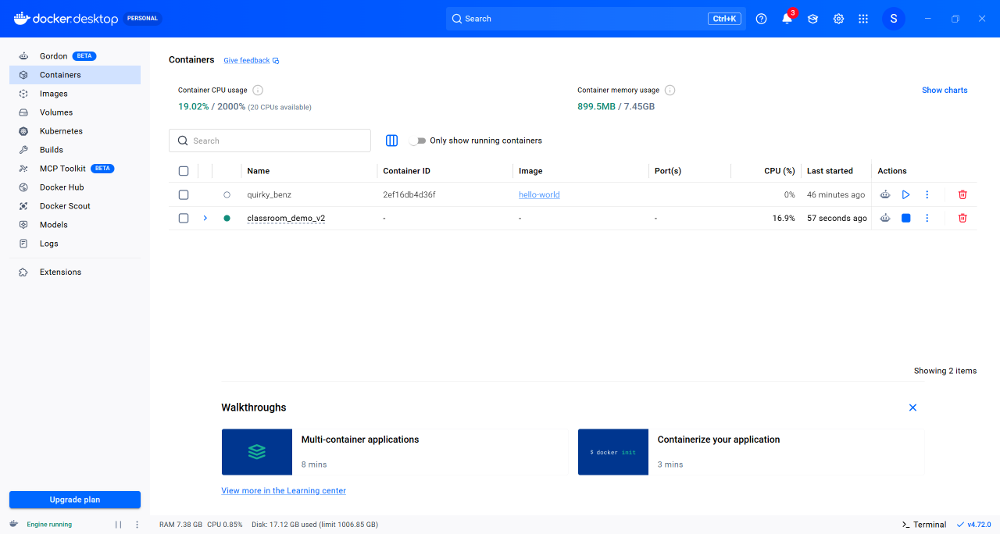 docker.desktop PERSONAL
Search Ctrl+K
3
S
Gordon BETA
Containers
Images
Volumes
Kubernetes
Builds
MCP Toolkit BETA
Docker Hub
Docker Scout
Models
Logs
Extensions
Upgrade plan
Containers Give feedback
Container CPU usage
19.02% / 2000% (20 CPUs available)
Container memory usage
899.5MB / 7.45GB
Show charts
Search
Only show running containers
Name Container ID Image Port(s) CPU (%) Last started Actions
quirky_benz 2ef16db4d36f hello-world 0% 46 minutes ago
classroom_demo_v2 - - - 16.9% 57 seconds ago
Showing 2 items
Walkthroughs
Multi-container applications
8 mins
$ docker init
Containerize your application
3 mins
View more in the Learning center
Engine running
RAM 7.38 GB CPU 0.85% Disk: 17.12 GB used (limit 1006.85 GB)
Terminal
v4.72.0